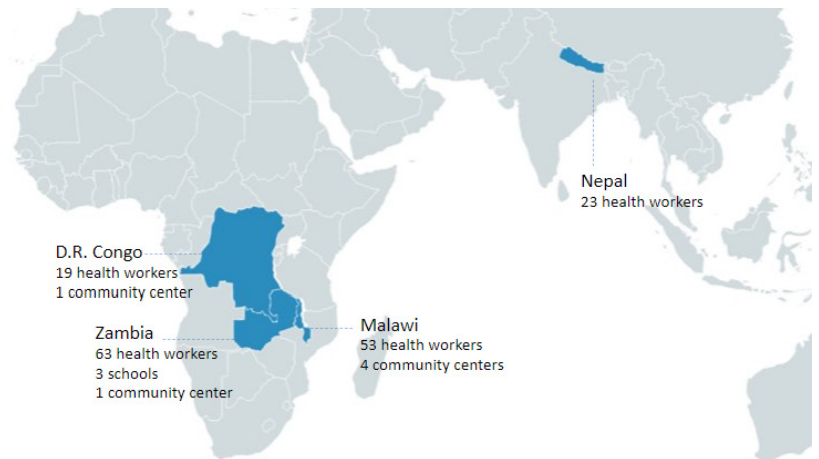 Nepal
23 health workers
D.R. Congo
19 health workers
1 community center
Zambia
63 health workers
3 schools
1 community center
Malawi
53 health workers
4 community centers